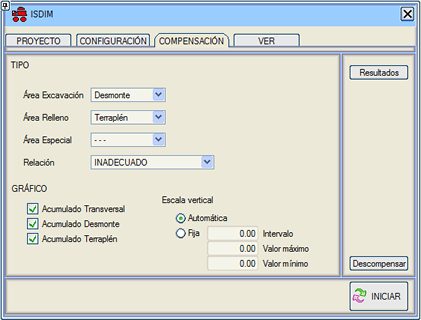 ISDIM
PROYECTO CONFIGURACIÓN COMPENSACIÓN VER
TIPO
Resultados
Área Excavación Desmonte
Área Relleno Terraplén
Área Especial ---
Relación INADECUADO
GRÁFICO
Escala vertical
Acumulado Transversal
Automática
Acumulado Desmonte
Fija 0.00 Intervalo
Acumulado Terraplén
0.00 Valor máximo
0.00 Valor mínimo
Descompensar
INICIAR